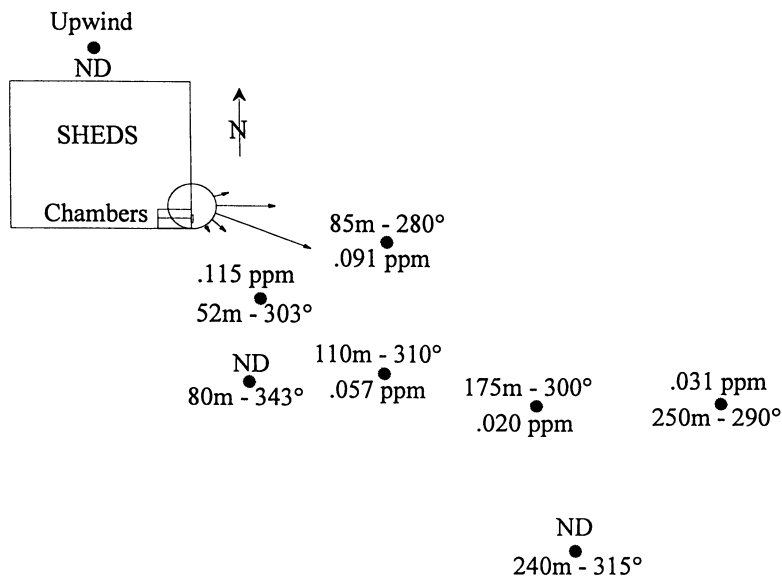 Upwind
ND
SHEDS
N
Chambers
85m - 280°
.091 ppm
.115 ppm
52m - 303°
ND
80m - 343°
110m - 310°
.057 ppm
175m - 300°
.020 ppm
.031 ppm
250m - 290°
ND
240m - 315°